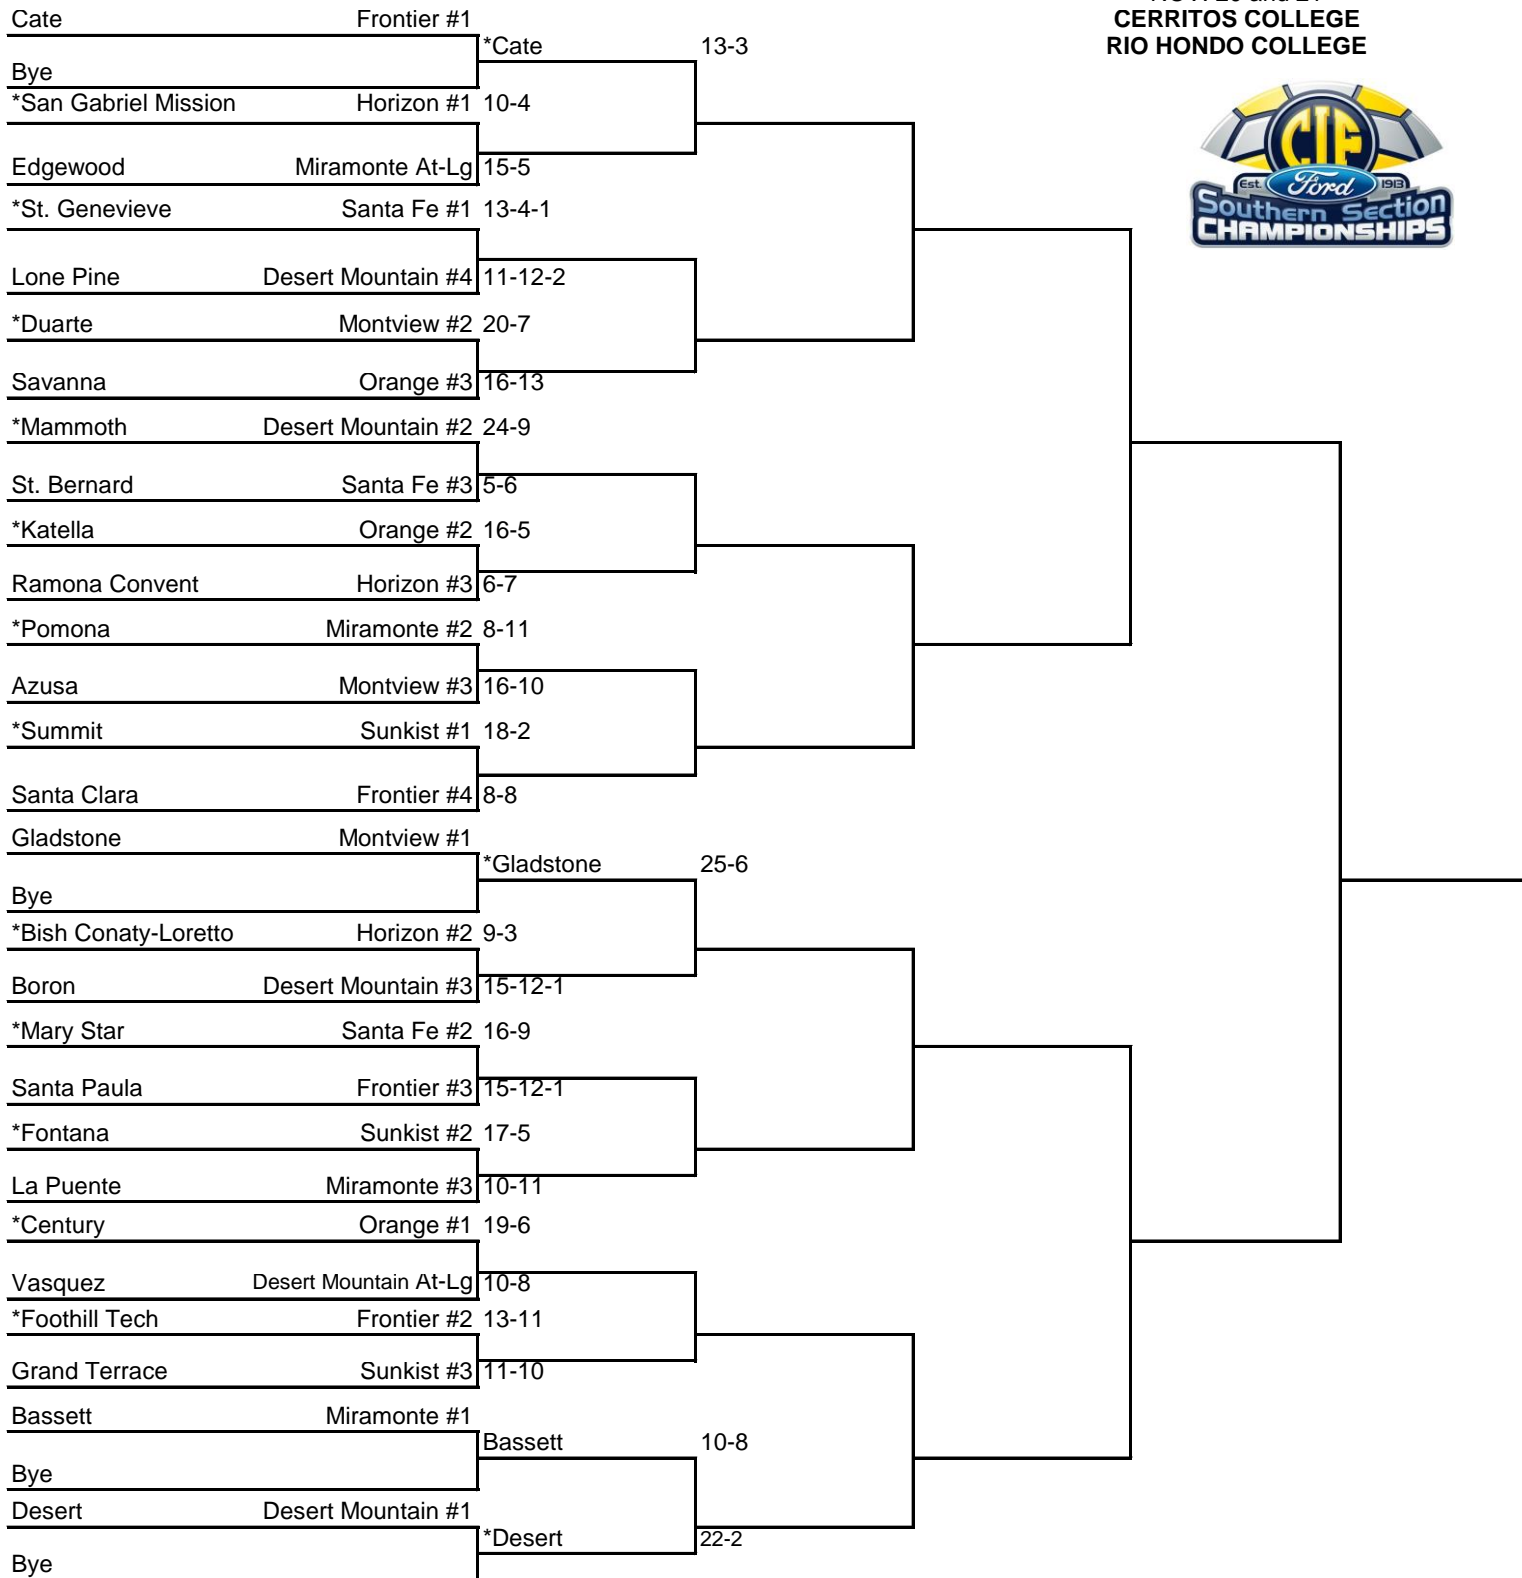 Cate Frontier #1
CERRITOS COLLEGE
*Cate 13-3
RIO HONDO COLLEGE
Bye
*San Gabriel Mission Horizon #1 10-4
CIF
Edgewood Miramonte At-Lg 15-5
Est. Ford 1913
*St. Genevieve Santa Fe #1 13-4-1
Southern Section
CHAMPIONSHIPS
Lone Pine Desert Mountain #4 11-12-2
*Duarte Montview #2 20-7
Savanna Orange #3 16-13
*Mammoth Desert Mountain #2 24-9
St. Bernard Santa Fe #3 5-6
*Katella Orange #2 16-5
Ramona Convent Horizon #3 6-7
*Pomona Miramonte #2 8-11
Azusa Montview #3 16-10
*Summit Sunkist #1 18-2
Santa Clara Frontier #4 8-8
Gladstone Montview #1
*Gladstone 25-6
Bye
*Bish Conaty-Loretto Horizon #2 9-3
Boron Desert Mountain #3 15-12-1
*Mary Star Santa Fe #2 16-9
Santa Paula Frontier #3 15-12-1
*Fontana Sunkist #2 17-5
La Puente Miramonte #3 10-11
*Century Orange #1 19-6
Vasquez Desert Mountain At-Lg 10-8
*Foothill Tech Frontier #2 13-11
Grand Terrace Sunkist #3 11-10
Bassett Miramonte #1
Bassett 10-8
Bye
Desert Desert Mountain #1
*Desert 22-2
Bye